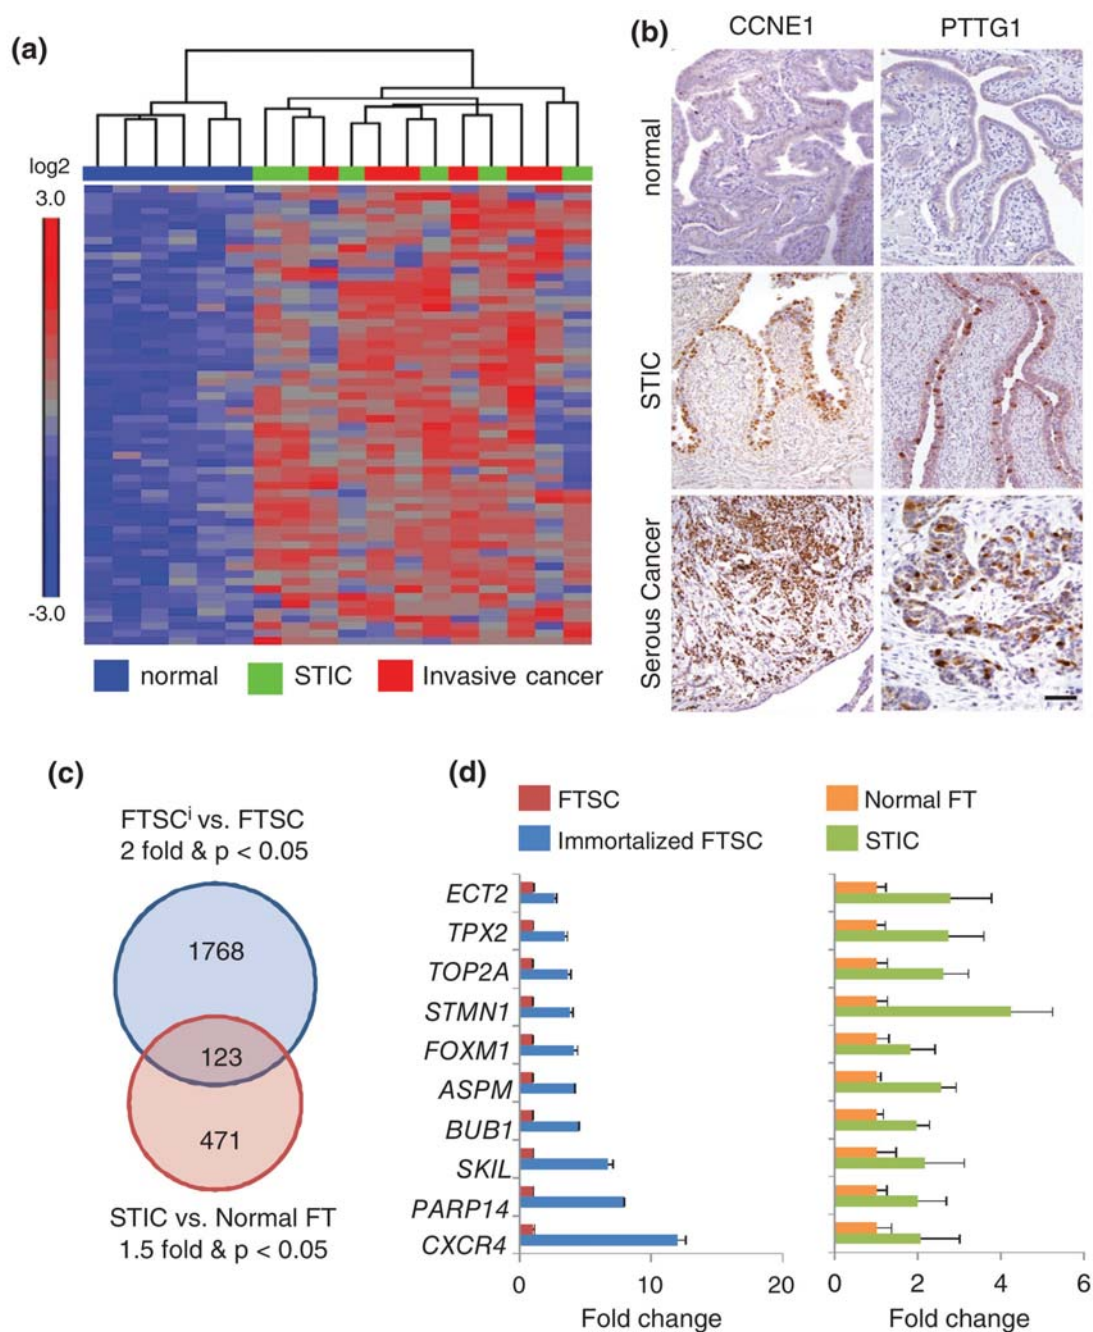 (a)
log2
3.0
-3.0
normal
STIC
Invasive cancer
(b)
CCNE1
PTTG1
normal
STIC
Serous Cancer
(c)
FTSCⁱ vs. FTSC
2 fold & p < 0.05
1768
123
471
STIC vs. Normal FT
1.5 fold & p < 0.05
(d)
FTSC
Immortalized FTSC
Normal FT
STIC
ECT2
TPX2
TOP2A
STMN1
FOXM1
ASPM
BUB1
SKIL
PARP14
CXCR4
0 10 20
Fold change
0 2 4 6
Fold change